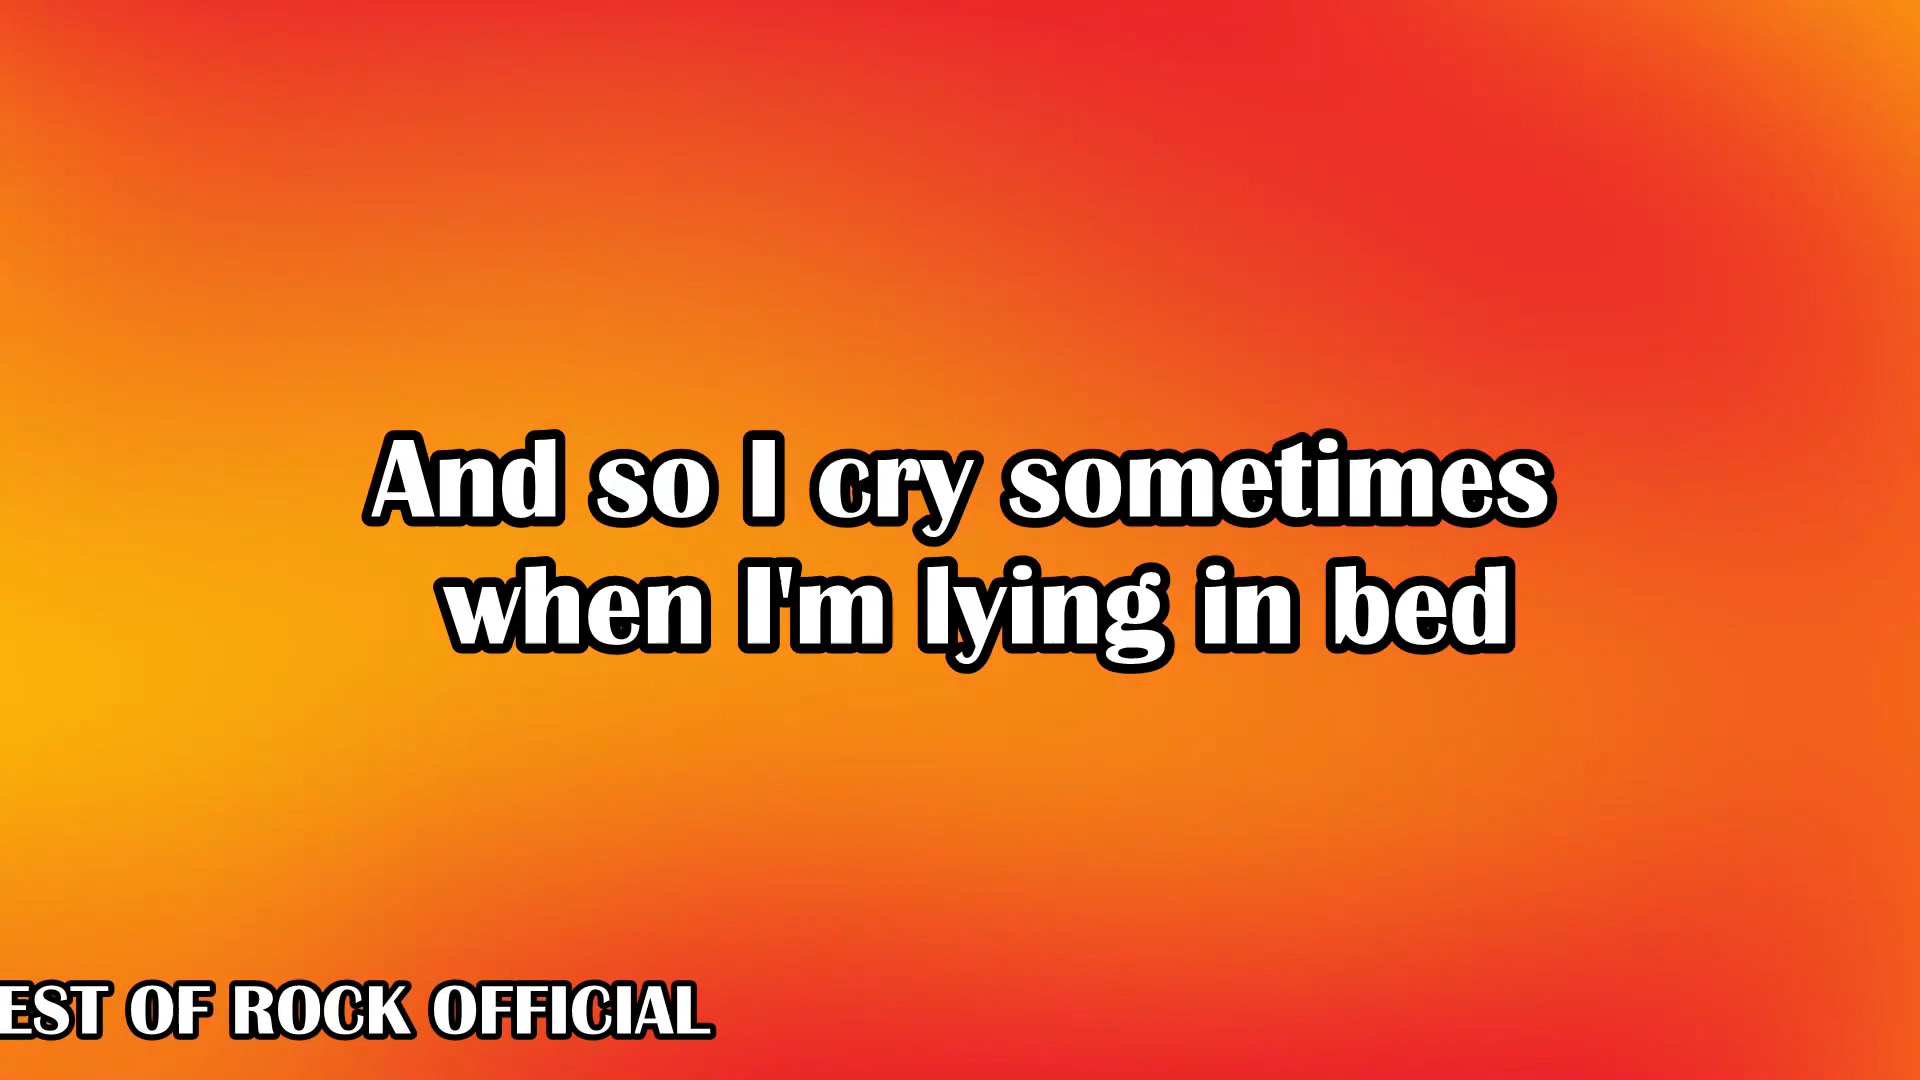 And so I cry sometimes
when I'm lying in bed
EST OF ROCK OFFICIAL